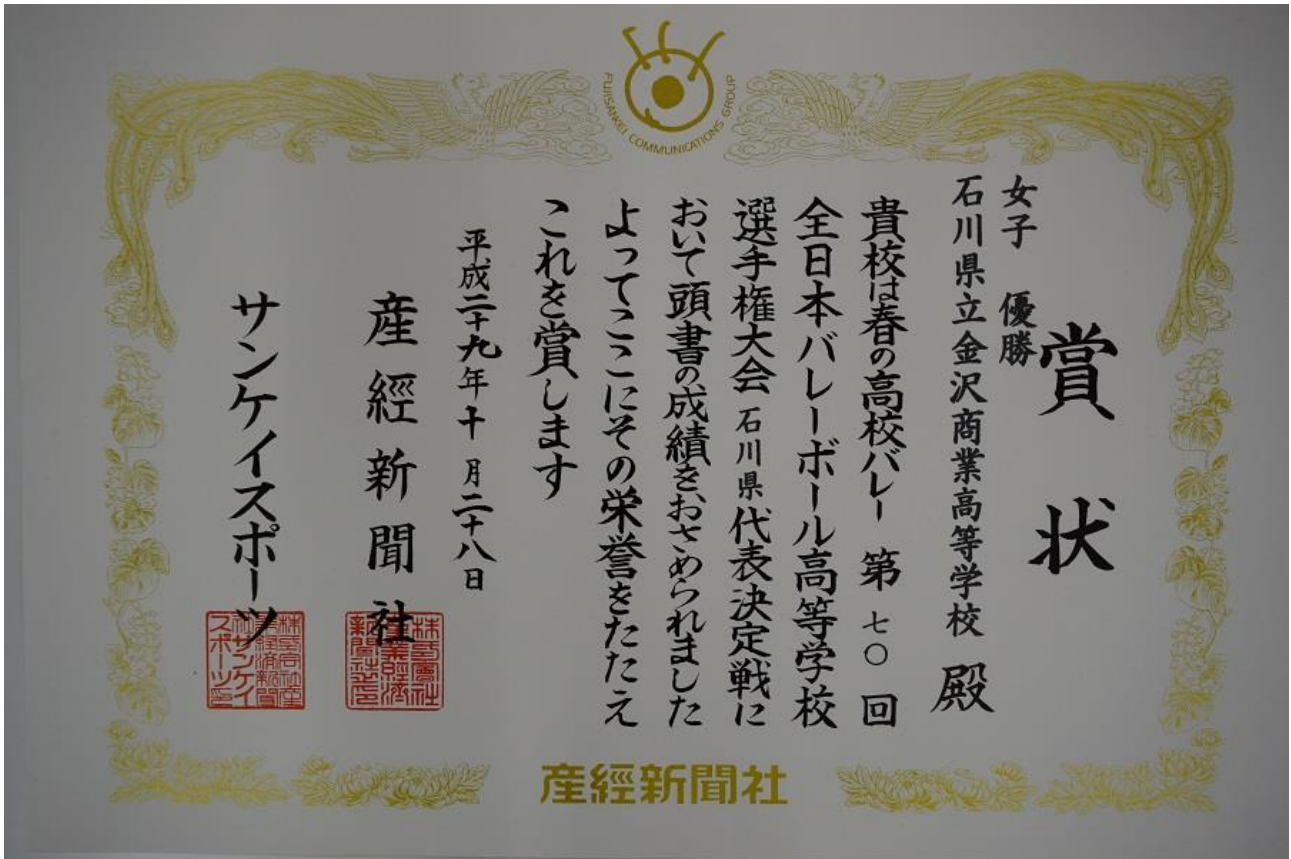 FUJISANKEI COMMUNICATIONS GROUP
賞状
女子 優勝
石川県立金沢商業高等学校 殿
貴校は春の高校バレー 第七〇回
全日本バレーボール高等学校
選手権大会 石川県代表決定戦に
おいて頭書の成績をおさめられました
よってここにその栄誉をたたえ
これを賞します
平成二十九年十月二十八日
産經新聞社
サンケイスポーツ
産經新聞社